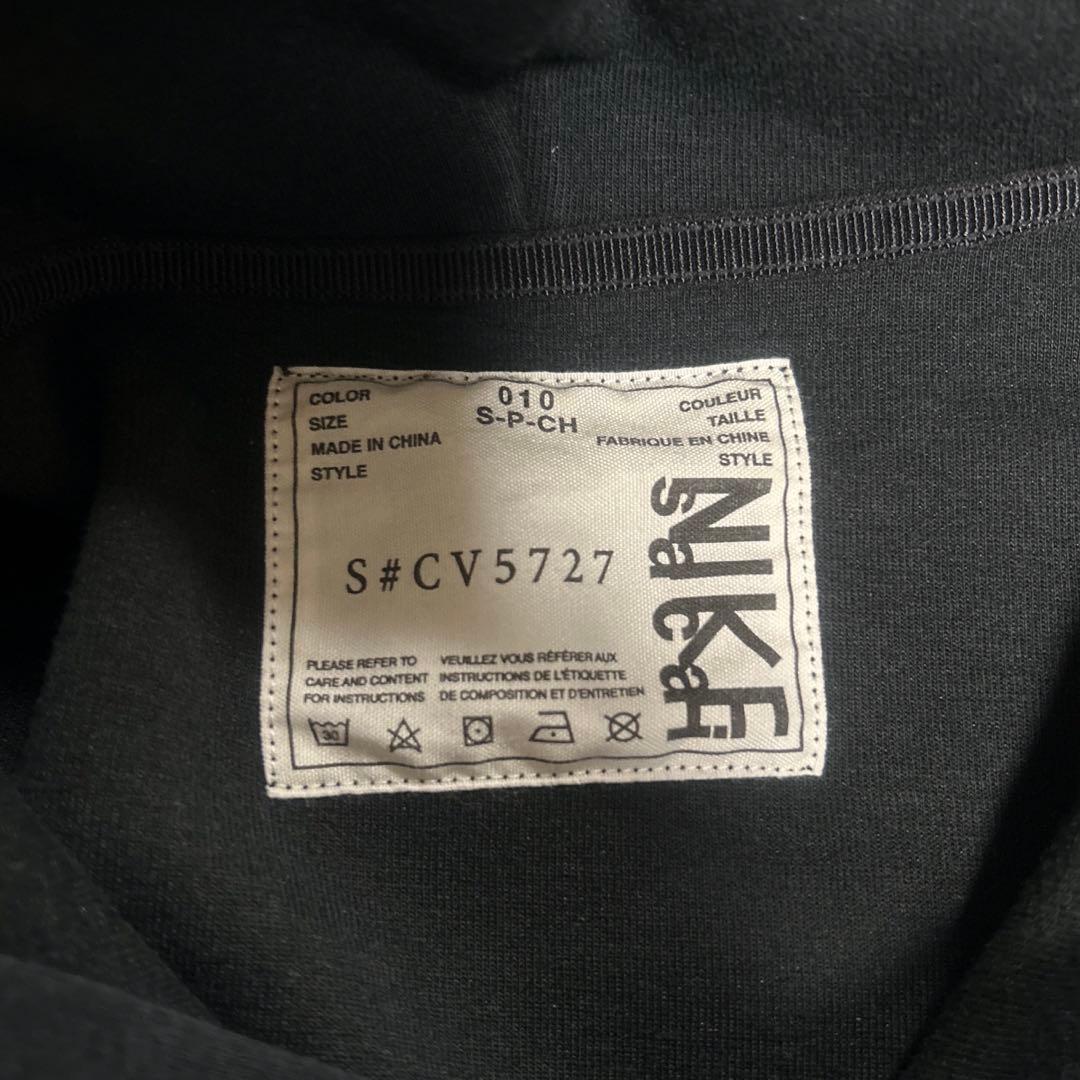 COLOR 010 COULEUR
SIZE S-P-CH TAILLE
MADE IN CHINA FABRIQUE EN CHINE
STYLE STYLE
S#CV5727
NIKE
sacai
PLEASE REFER TO
CARE AND CONTENT
FOR INSTRUCTIONS
VEUILLEZ VOUS RÉFÉRER AUX
INSTRUCTIONS DE L'ÉTIQUETTE
DE COMPOSITION ET D'ENTRETIEN
30